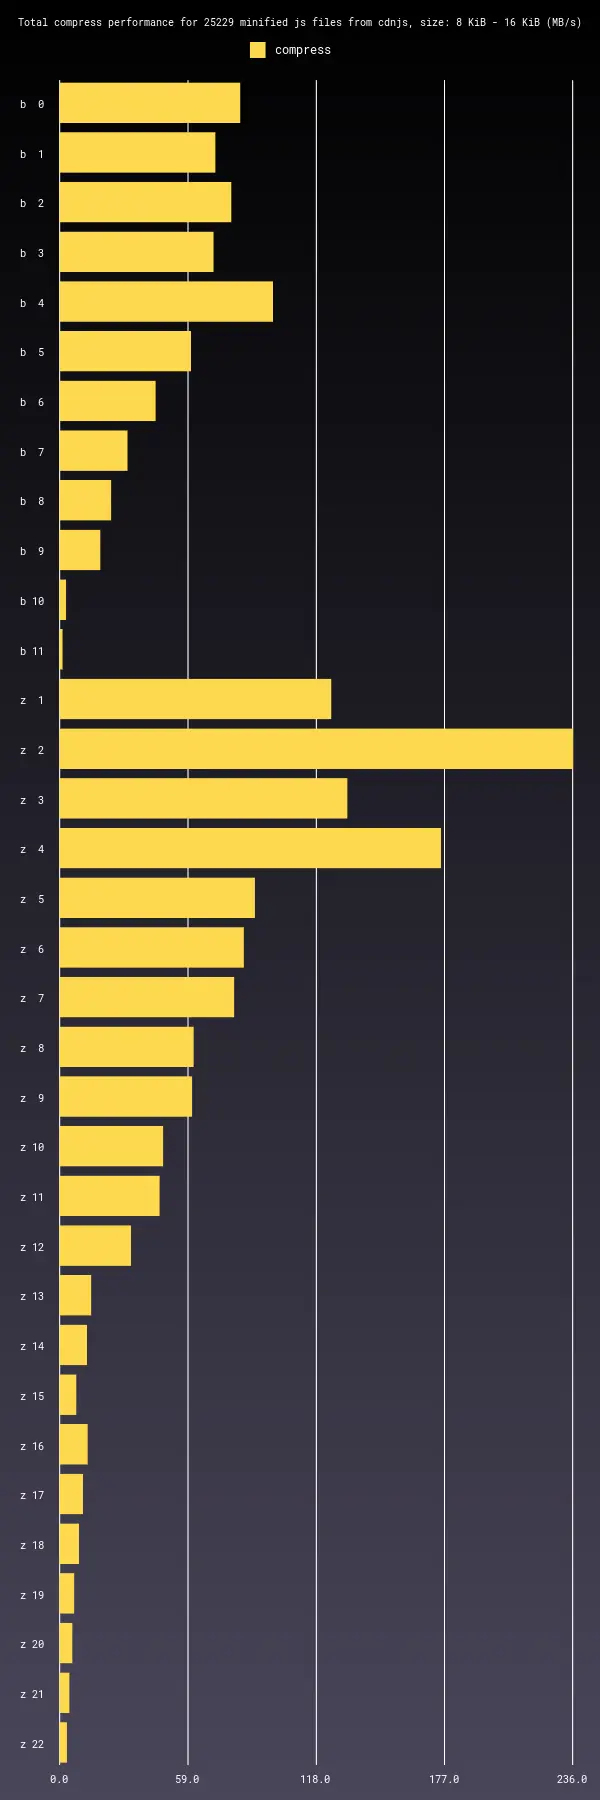 Total compress performance for 25229 minified js files from cdnjs, size: 8 KiB - 16 KiB (MB/s)
compress
b 0
b 1
b 2
b 3
b 4
b 5
b 6
b 7
b 8
b 9
b 10
b 11
z 1
z 2
z 3
z 4
z 5
z 6
z 7
z 8
z 9
z 10
z 11
z 12
z 13
z 14
z 15
z 16
z 17
z 18
z 19
z 20
z 21
z 22
0.0 59.0 118.0 177.0 236.0